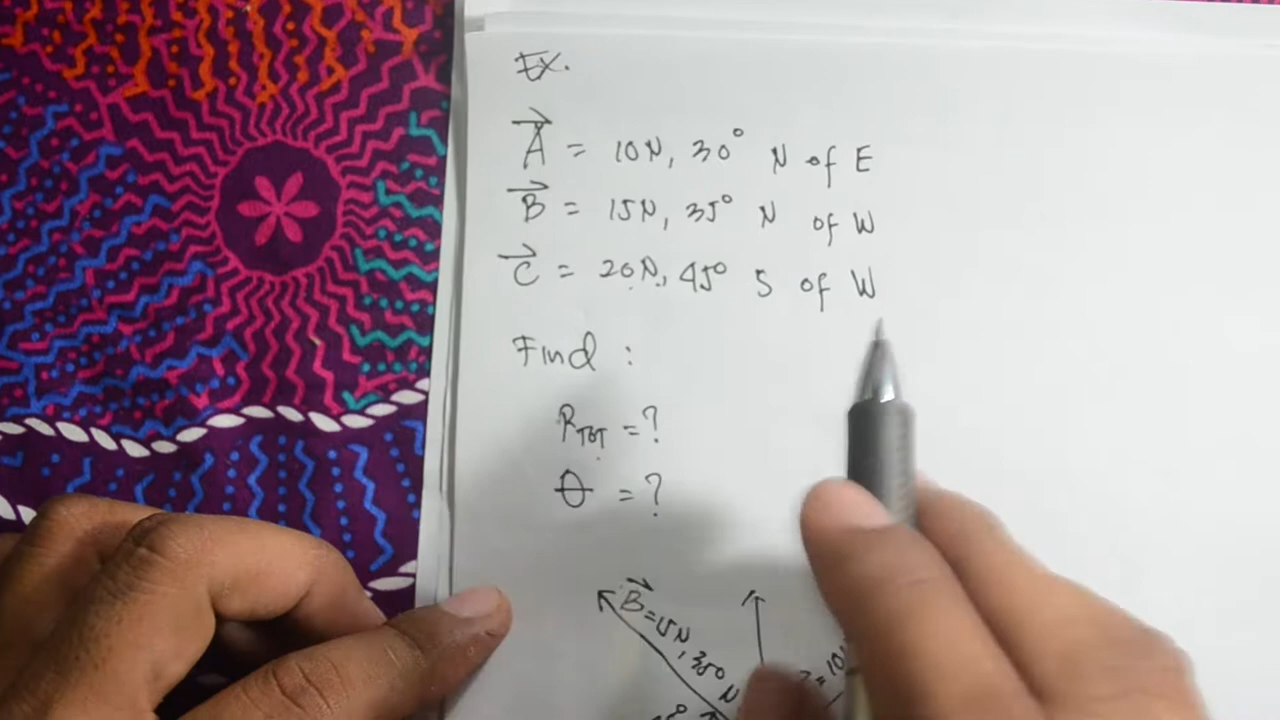 Ex.
A = 10N, 30° N of E
B = 15N, 35° N of W
C = 20N, 45° S of W
Find :
R_TOT = ?
θ = ?
B = 15N, 35° N